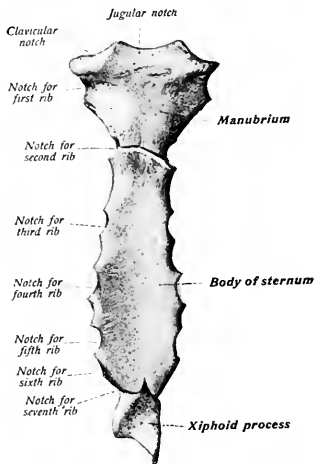 Jugular notch
Clavicular
notch
Notch for
first rib
Manubrium
Notch for
second rib
Notch for
third rib
Notch for
fourth rib
Body of sternum
Notch for
fifth rib
Notch for
sixth rib
Notch for
seventh rib
Xiphoid process